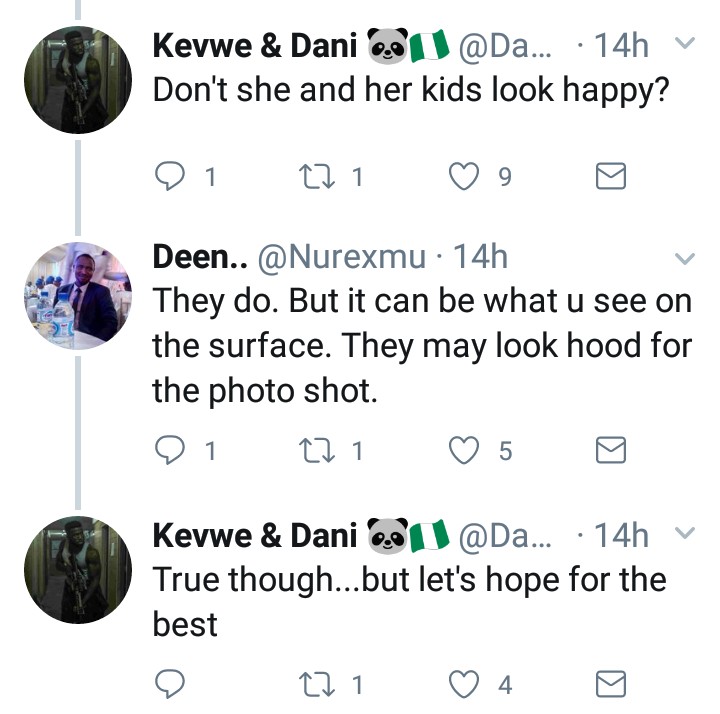 Kevwe & Dani 🐼🇳🇬 @Da... · 14h
Don't she and her kids look happy?
1 1 9
Deen.. @Nurexmu · 14h
They do. But it can be what u see on
the surface. They may look hood for
the photo shot.
1 1 5
Kevwe & Dani 🐼🇳🇬 @Da... · 14h
True though...but let's hope for the
best
1 4